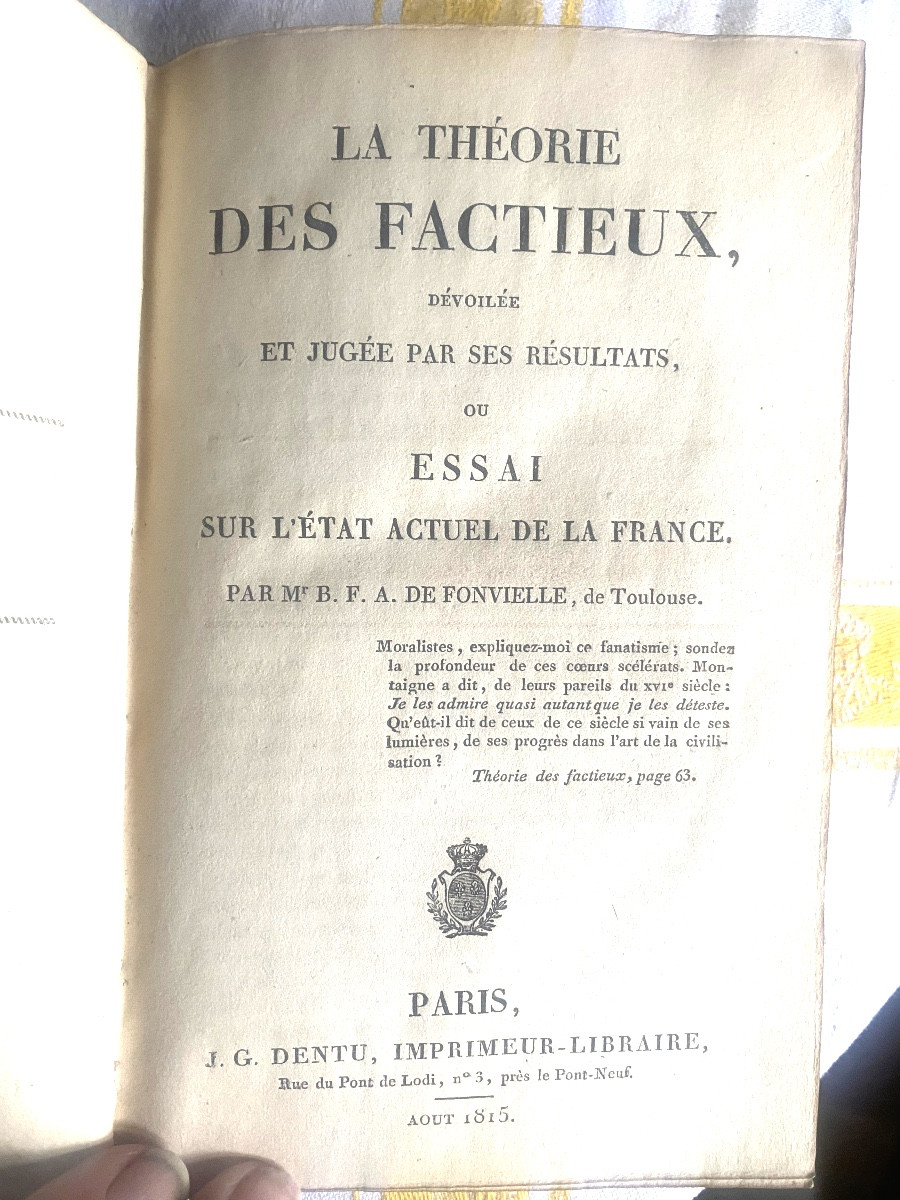 LA THÉORIE
DES FACTIEUX,
DÉVOILÉE
ET JUGÉE PAR SES RÉSULTATS,
OU
ESSAI
SUR L'ÉTAT ACTUEL DE LA FRANCE.
PAR Mr B. F. A. DE FONVIELLE, de Toulouse.
Moralistes, expliquez-moi ce fanatisme; sondez
la profondeur de ces cœurs scélérats. Mon-
taigne a dit, de leurs pareils du XVIe siècle:
Je les admire quasi autant que je les déteste.
Qu'eût-il dit de ceux de ce siècle si vain de ses
lumières, de ses progrès dans l'art de la civili-
sation?
Théorie des factieux, page 63.
PARIS,
J. G. DENTU, IMPRIMEUR-LIBRAIRE,
Rue du Pont de Lodi, no 3, près le Pont-Neuf.
AOUT 1815.